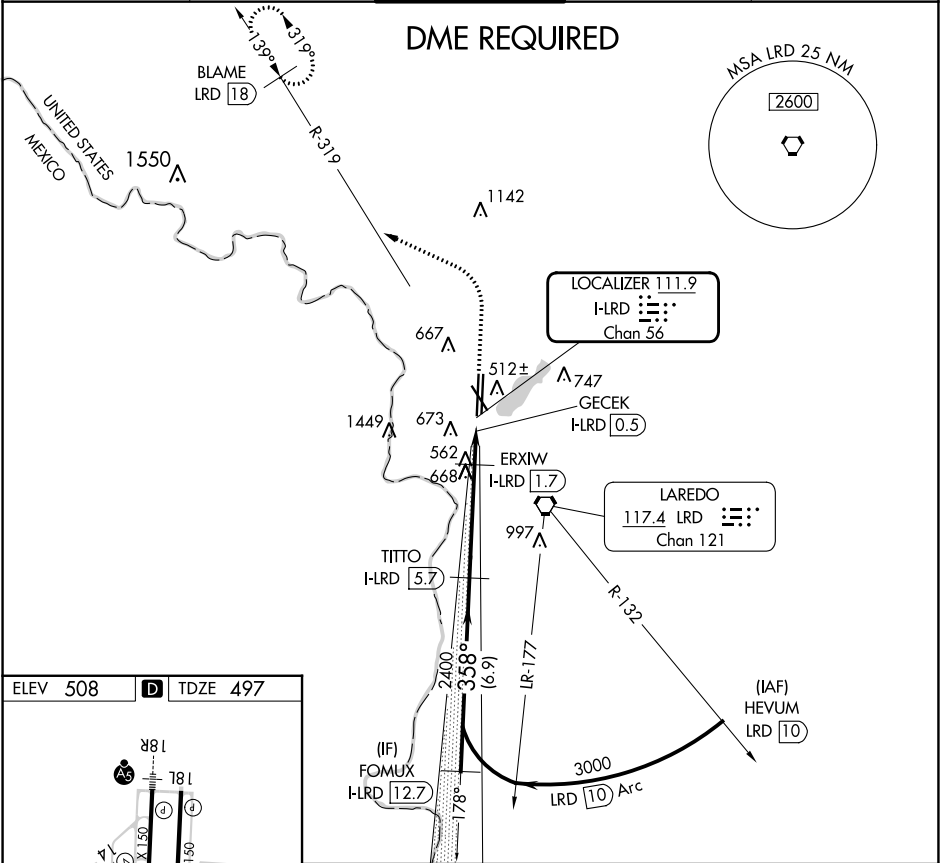 DME REQUIRED
319°
139°
BLAME
LRD 18
MSA LRD 25 NM
2600
UNITED STATES
MEXICO
R-319
1550
1142
LOCALIZER 111.9
I-LRD
Chan 56
667
512±
747
GECEK
I-LRD 0.5
1449
673
562
668
ERXIW
I-LRD 1.7
LAREDO
117.4 LRD
Chan 121
997
TITTO
I-LRD 5.7
R-132
2400
358°
(6.9)
LR-177
(IAF)
HEVUM
LRD 10
(IF)
FOMUX
I-LRD 12.7
178°
3000
LRD 10 Arc
ELEV 508
D
TDZE 497
18R
18L
A5
P
P
X 150
150